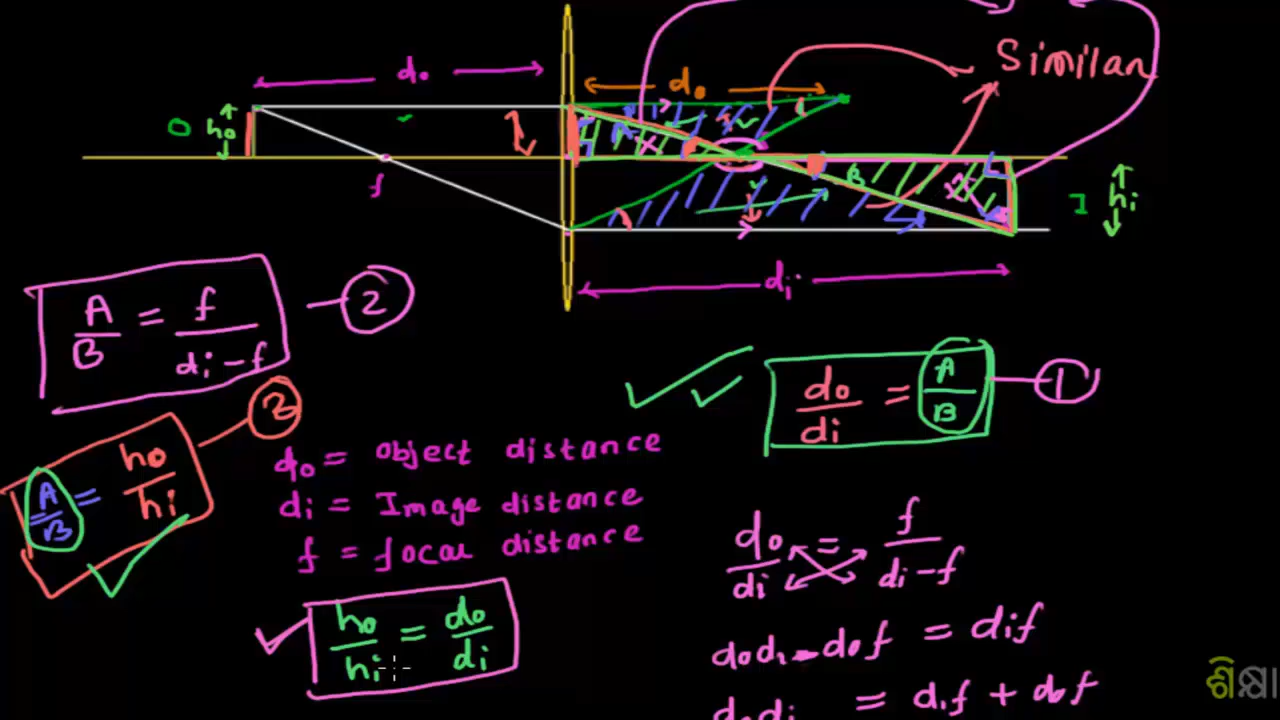 do
do
Similar
O ho
f
A
B
I hi
di
A/B = f/di-f - 2
do/di = A/B - 1
A/B = ho/hi - 3
do = object distance
di = Image distance
f = focal distance
do/di = f/di-f
ho/hi = do/di
dodi - dof = dif
dodi = dif + dof
ଶିକ୍ଷା